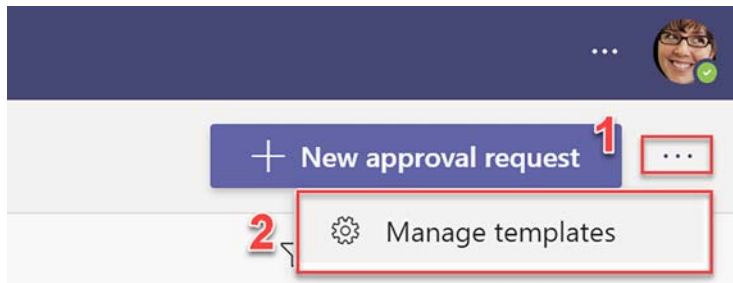 ...
1
+ New approval request ...
2
Manage templates